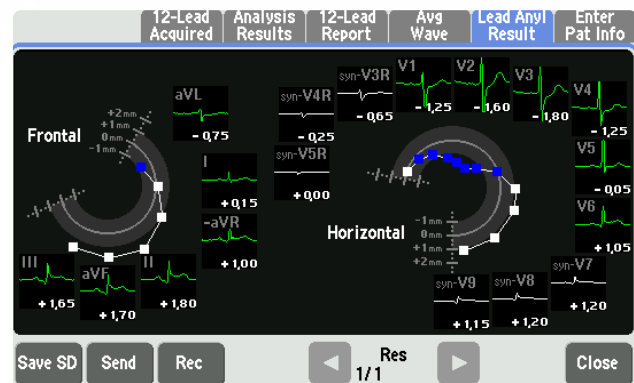 12-Lead Acquired
Analysis Results
12-Lead Report
Avg Wave
Lead Anyl Result
Enter Pat Info
Frontal
+2mm
+1mm
0mm
-1mm
aVL
- 0,75
I
+ 0,15
-aVR
+ 1,00
II
+ 1,80
aVF
+ 1,70
III
+ 1,65
Horizontal
-1mm
0mm
+1mm
+2mm
syn-V5R
+ 0,00
syn-V4R
- 0,25
syn-V3R
- 0,65
V1
- 1,25
V2
- 1,60
V3
- 1,80
V4
- 1,25
V5
- 0,05
V6
+ 1,05
syn-V7
+ 1,20
syn-V8
+ 1,20
syn-V9
+ 1,15
Save SD
Send
Rec
Res
1/1
Close